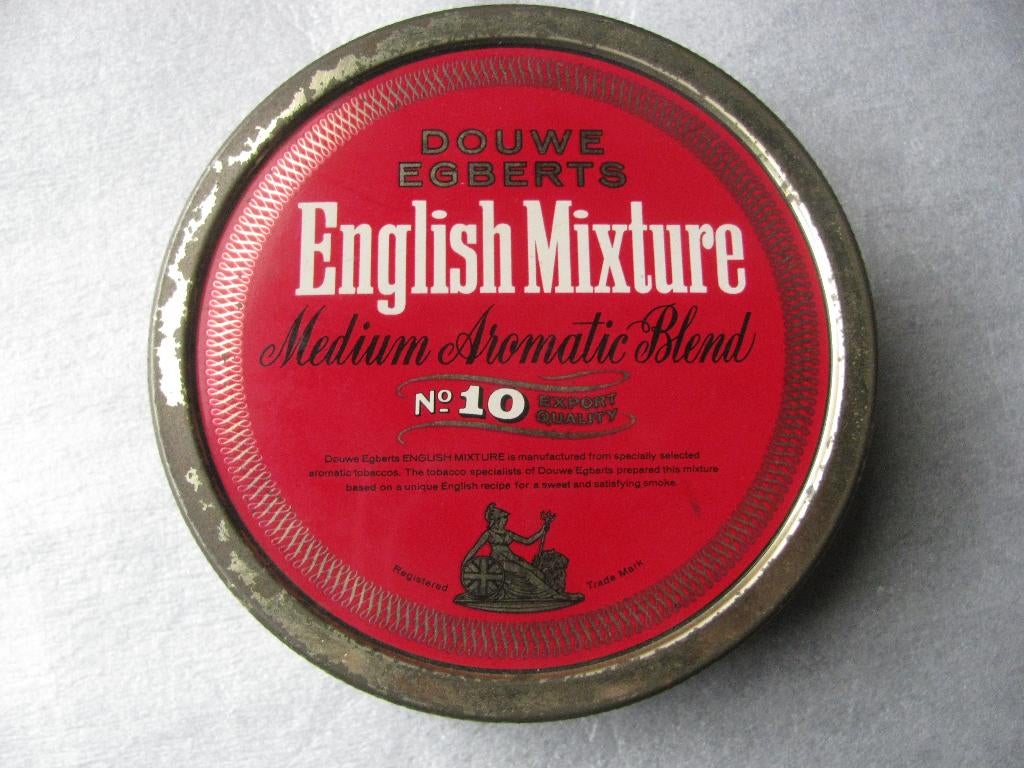 DOUWE
EGBERTS
English Mixture
Medium Aromatic Blend
Nº 10 EXPORT
QUALITY
Douwe Egberts ENGLISH MIXTURE is manufactured from specially selected
aromatic tobaccos. The tobacco specialists of Douwe Egberts prepared this mixture
based on a unique English recipe for a sweet and satisfying smoke.
Registered Trade Mark